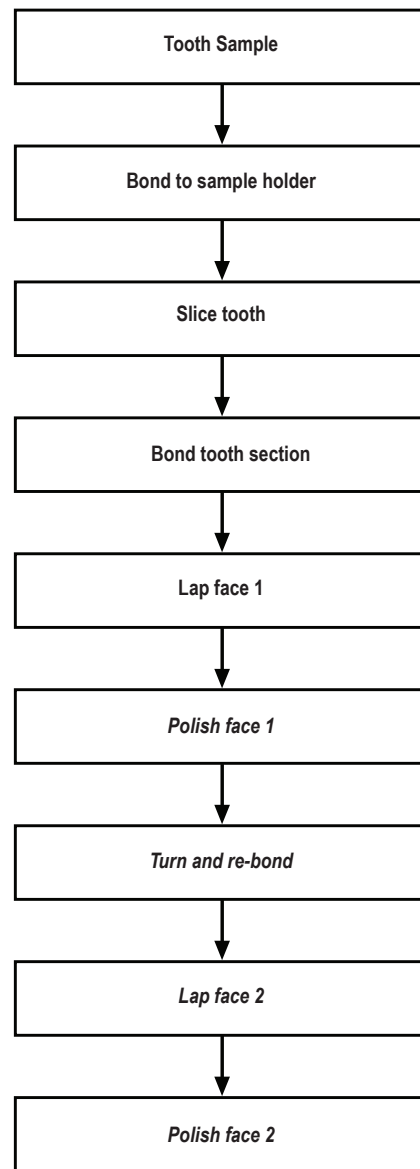 Tooth Sample
Bond to sample holder
Slice tooth
Bond tooth section
Lap face 1
Polish face 1
Turn and re-bond
Lap face 2
Polish face 2